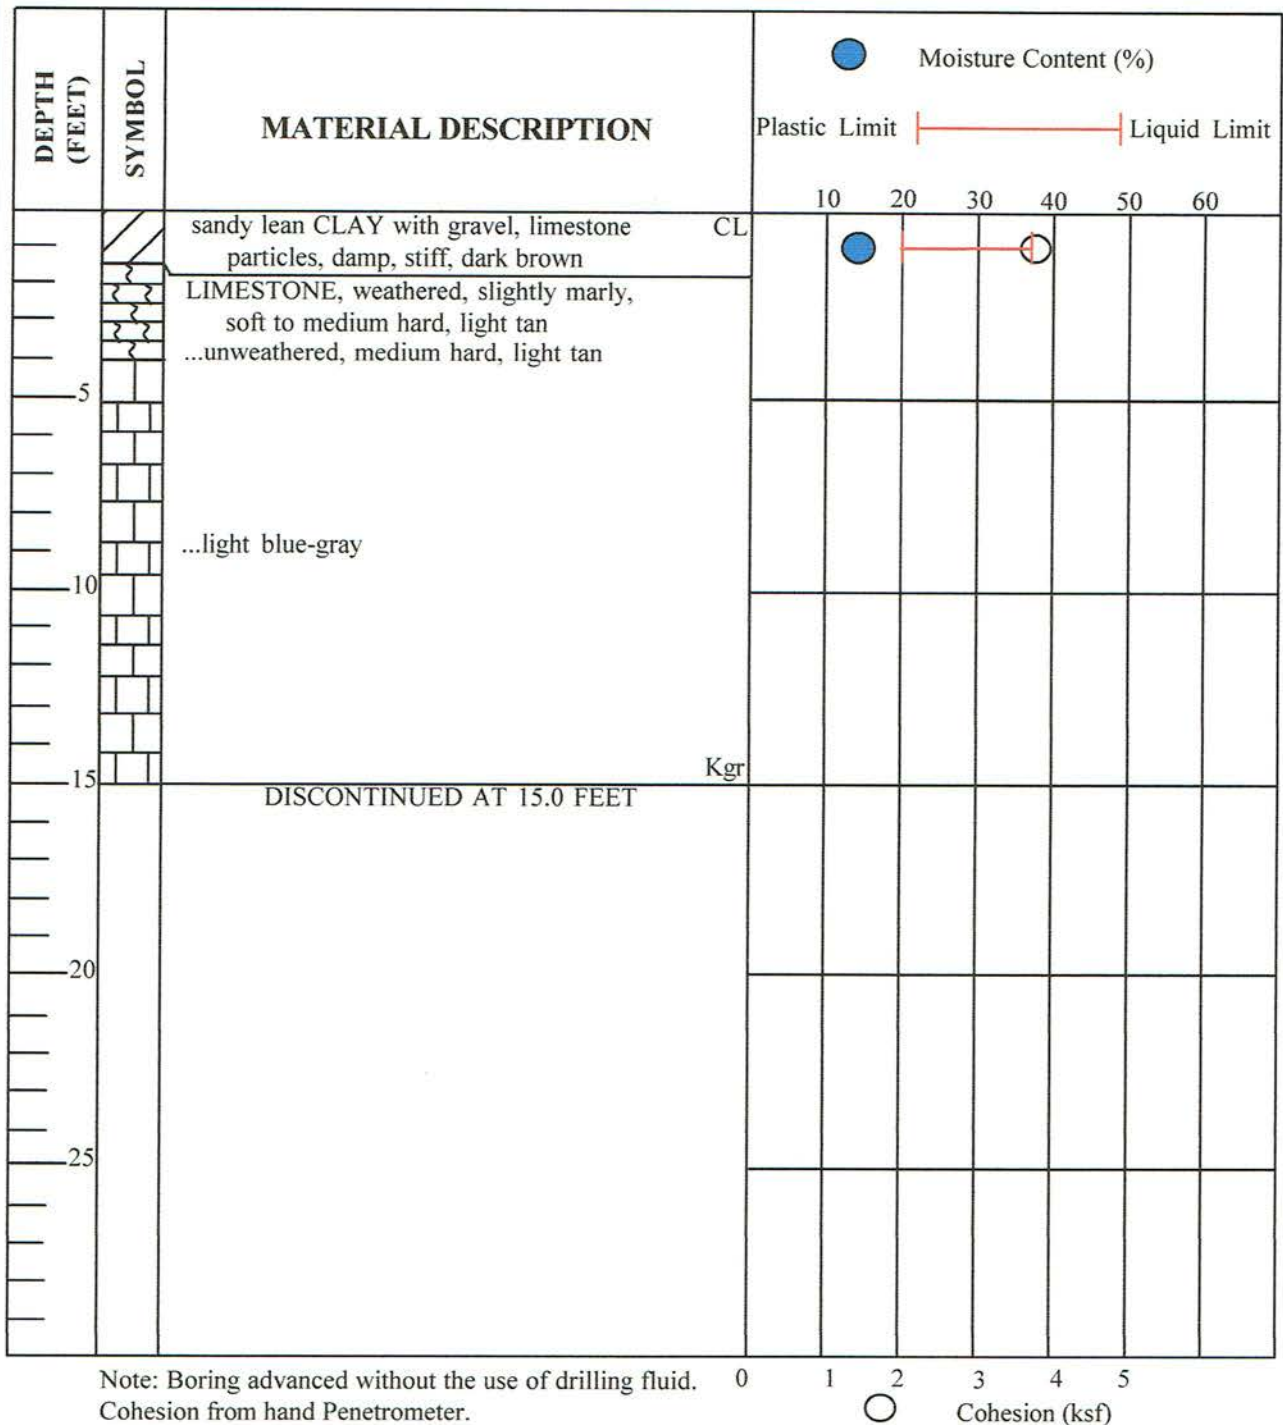 DEPTH
(FEET)
SYMBOL
MATERIAL DESCRIPTION
Moisture Content (%)
Plastic Limit
Liquid Limit
10 20 30 40 50 60
sandy lean CLAY with gravel, limestone
particles, damp, stiff, dark brown
CL
LIMESTONE, weathered, slightly marly,
soft to medium hard, light tan
...unweathered, medium hard, light tan
5
...light blue-gray
10
Kgr
15
DISCONTINUED AT 15.0 FEET
20
25
Note: Boring advanced without the use of drilling fluid.
Cohesion from hand Penetrometer.
0 1 2 3 4 5
Cohesion (ksf)